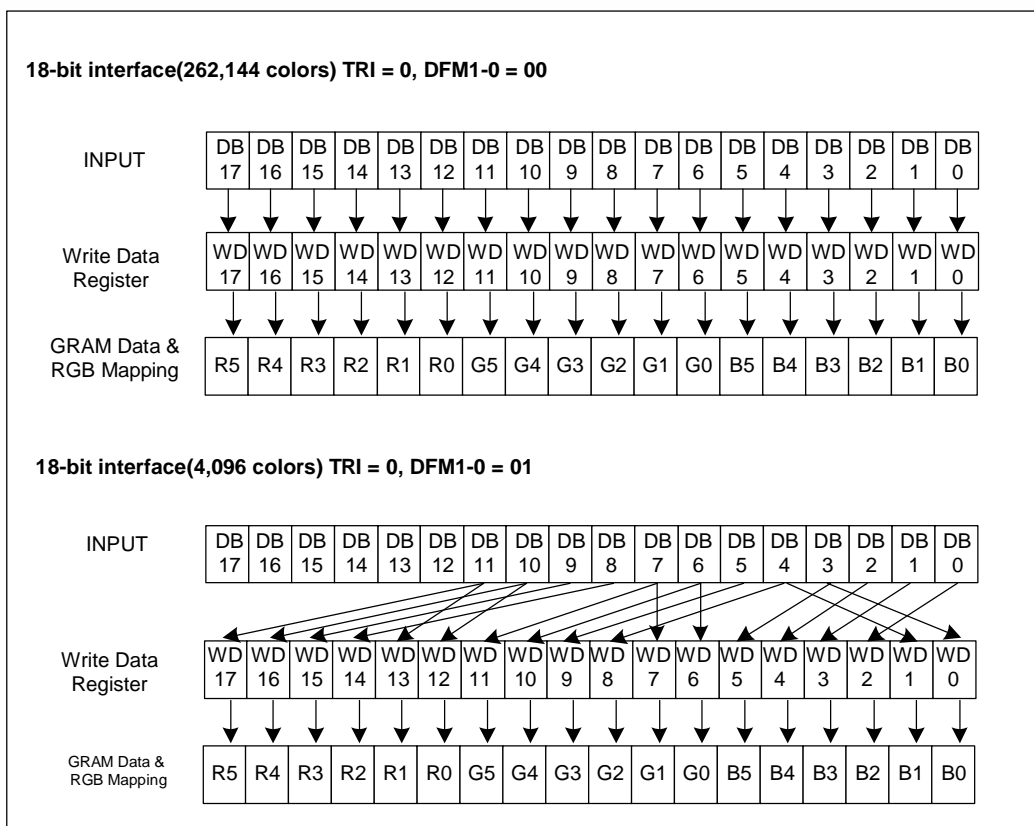 18-bit interface(262,144 colors) TRI = 0, DFM1-0 = 00
INPUT
DB DB DB DB DB DB DB DB DB DB DB DB DB DB DB DB DB DB
17 16 15 14 13 12 11 10 9 8 7 6 5 4 3 2 1 0
Write Data
Register
WD WD WD WD WD WD WD WD WD WD WD WD WD WD WD WD WD WD
17 16 15 14 13 12 11 10 9 8 7 6 5 4 3 2 1 0
GRAM Data &
RGB Mapping
R5 R4 R3 R2 R1 R0 G5 G4 G3 G2 G1 G0 B5 B4 B3 B2 B1 B0
18-bit interface(4,096 colors) TRI = 0, DFM1-0 = 01
INPUT
DB DB DB DB DB DB DB DB DB DB DB DB DB DB DB DB DB DB
17 16 15 14 13 12 11 10 9 8 7 6 5 4 3 2 1 0
Write Data
Register
WD WD WD WD WD WD WD WD WD WD WD WD WD WD WD WD WD WD
17 16 15 14 13 12 11 10 9 8 7 6 5 4 3 2 1 0
GRAM Data &
RGB Mapping
R5 R4 R3 R2 R1 R0 G5 G4 G3 G2 G1 G0 B5 B4 B3 B2 B1 B0